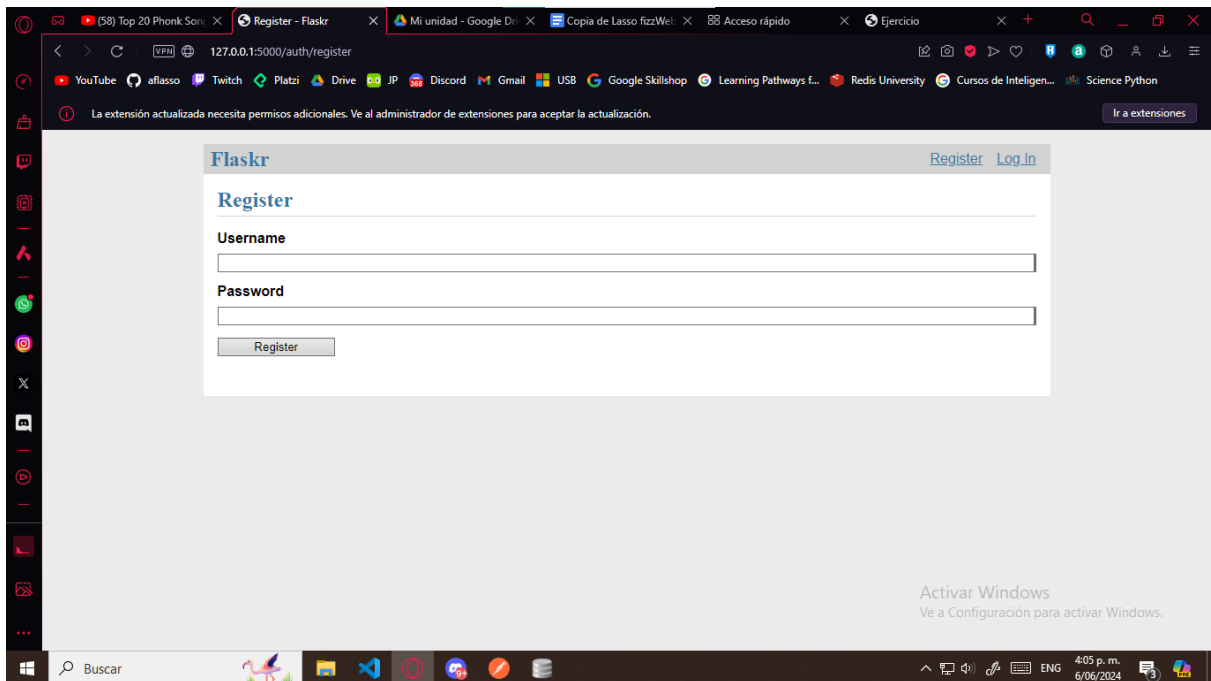 (58) Top 20 Phonk Song
Register - Flaskr
Mi unidad - Google Dri
Copia de Lasso fizzWeb
Acceso rápido
Ejercicio
VPN
127.0.0.1:5000/auth/register
YouTube
aflasso
Twitch
Platzi
Drive
JP
Discord
Gmail
USB
Google Skillshop
Learning Pathways f...
Redis University
Cursos de Inteligen...
Science Python
La extensión actualizada necesita permisos adicionales. Ve al administrador de extensiones para aceptar la actualización.
Ir a extensiones
Flaskr
Register
Log In
Register
Username
Password
Register
Activar Windows
Ve a Configuración para activar Windows.
Buscar
ENG
4:05 p. m.
6/06/2024